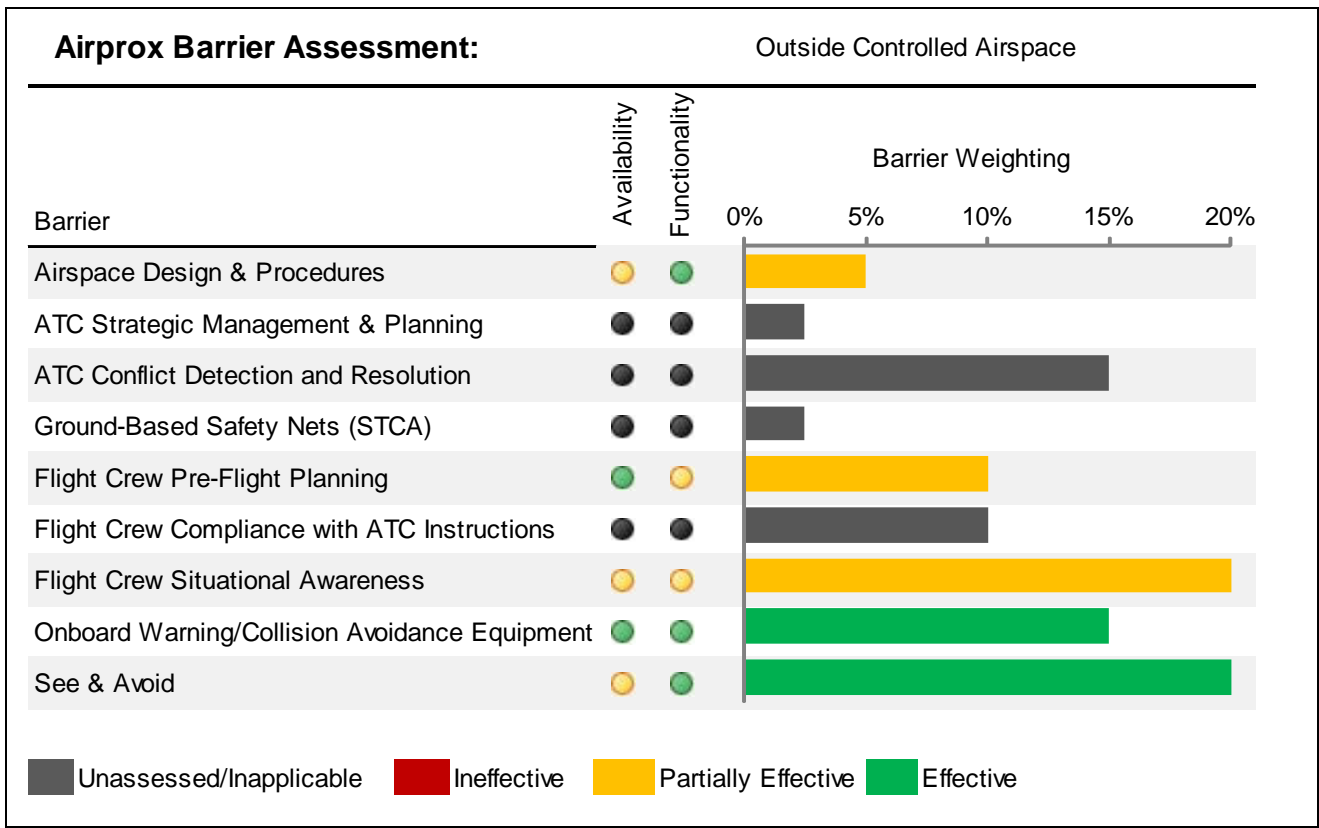 Airprox Barrier Assessment: Outside Controlled Airspace
Availability
Functionality
Barrier Weighting
Barrier
0% 5% 10% 15% 20%
Airspace Design & Procedures
ATC Strategic Management & Planning
ATC Conflict Detection and Resolution
Ground-Based Safety Nets (STCA)
Flight Crew Pre-Flight Planning
Flight Crew Compliance with ATC Instructions
Flight Crew Situational Awareness
Onboard Warning/Collision Avoidance Equipment
See & Avoid
Unassessed/Inapplicable Ineffective Partially Effective Effective